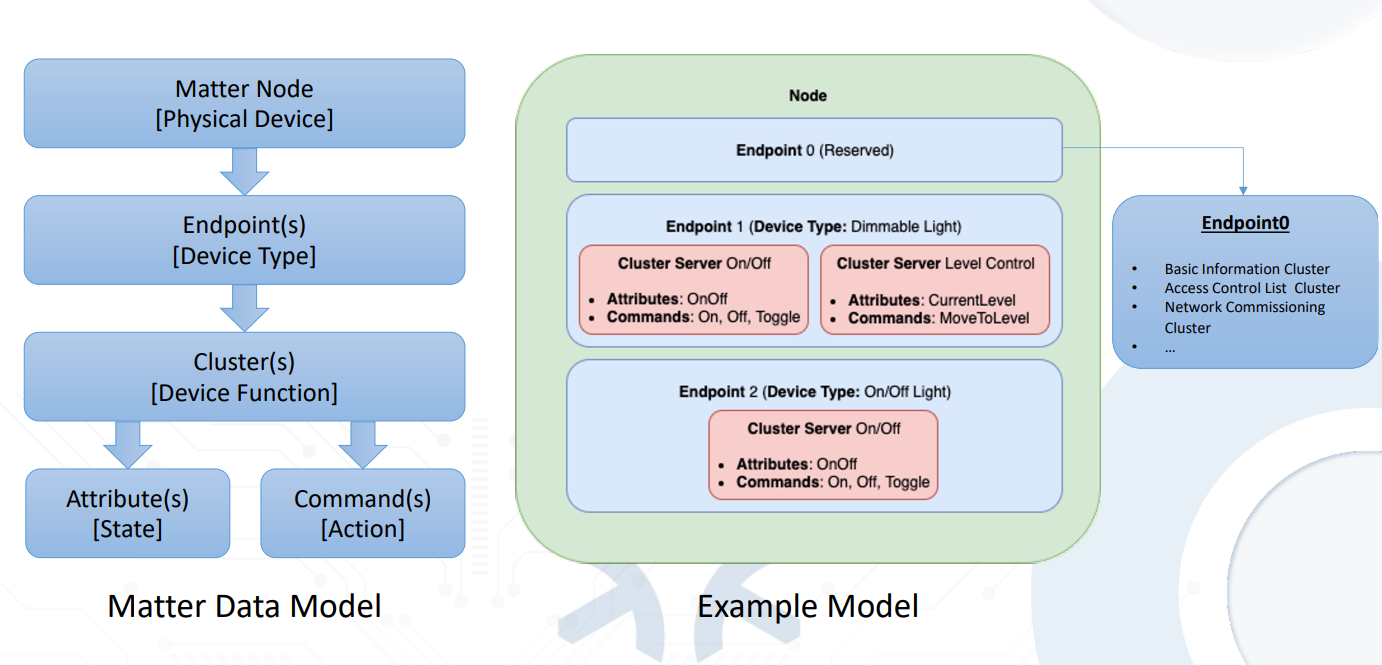 Matter Node
[Physical Device]
Endpoint(s)
[Device Type]
Cluster(s)
[Device Function]
Attribute(s)
[State]
Command(s)
[Action]
Matter Data Model
Node
Endpoint 0 (Reserved)
Endpoint 1 (Device Type: Dimmable Light)
Cluster Server On/Off
• Attributes: OnOff
• Commands: On, Off, Toggle
Cluster Server Level Control
• Attributes: CurrentLevel
• Commands: MoveToLevel
Endpoint 2 (Device Type: On/Off Light)
Cluster Server On/Off
• Attributes: OnOff
• Commands: On, Off, Toggle
Example Model
Endpoint0
• Basic Information Cluster
• Access Control List Cluster
• Network Commissioning
Cluster
• ...